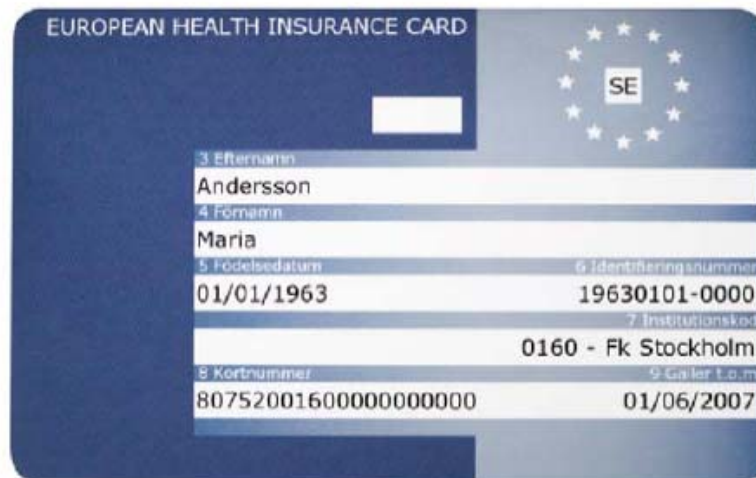 EUROPEAN HEALTH INSURANCE CARD
SE
3 Efternamn
Andersson
4 Förnamn
Maria
5 Födelsedatum 6 Identifieringsnummer
01/01/1963 19630101-0000
7 Institutionskod
0160 - Fk Stockholm
8 Kortnummer 9 Gäller t.o.m
80752001600000000000 01/06/2007